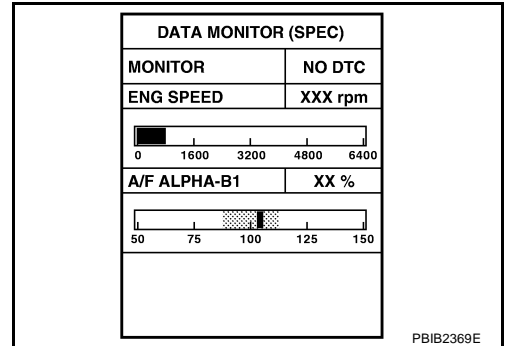 DATA MONITOR (SPEC)
MONITOR NO DTC
ENG SPEED XXX rpm
0 1600 3200 4800 6400
A/F ALPHA-B1 XX %
50 75 100 125 150
PBIB2369E